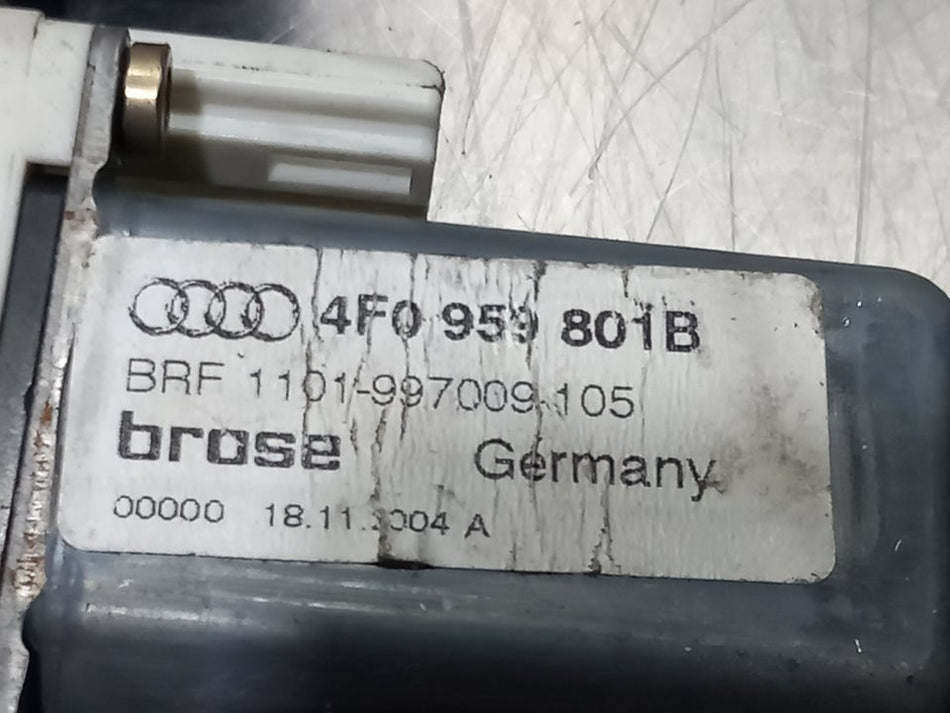 4F0 959 801B
BRF 1101-997009-105
brose Germany
00000 18.11.2004 A